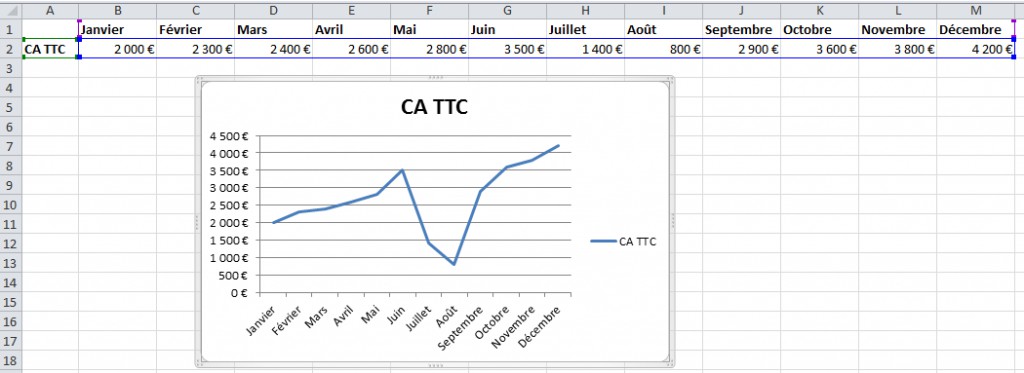 A B C D E F G H I J K L M
1 Janvier Février Mars Avril Mai Juin Juillet Août Septembre Octobre Novembre Décembre
2 CA TTC 2 000 € 2 300 € 2 400 € 2 600 € 2 800 € 3 500 € 1 400 € 800 € 2 900 € 3 600 € 3 800 € 4 200 €
3
4
5
6
7
8
9
10
11
12
13
14
15
16
17
18
CA TTC
4 500 €
4 000 €
3 500 €
3 000 €
2 500 €
2 000 €
1 500 €
1 000 €
500 €
0 €
Janvier Février Mars Avril Mai Juin Juillet Août Septembre Octobre Novembre Décembre
CA TTC